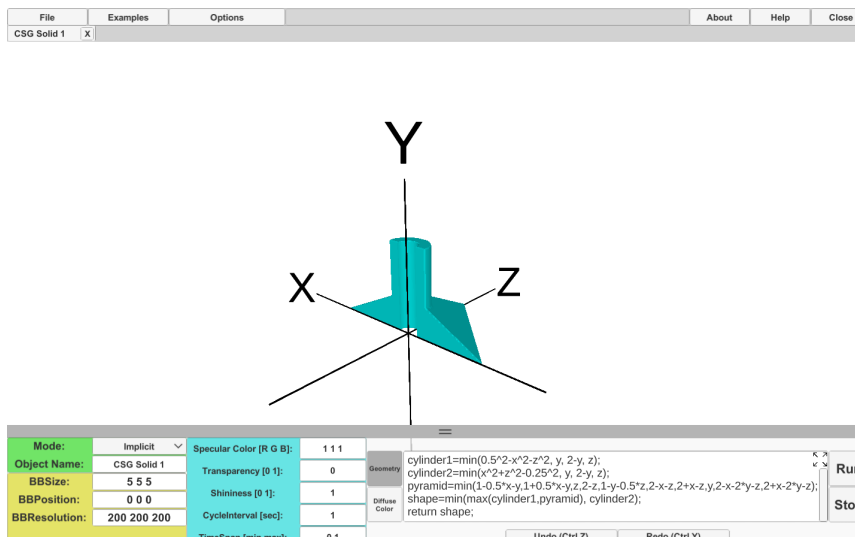 File Examples Options About Help Close
CSG Solid 1 X
Y
X
Z
Mode: Implicit Specular Color [R G B]: 1 1 1
Object Name: CSG Solid 1 Transparency [0 1]: 0 Geometry
BBSize: 5 5 5 Shininess [0 1]: 1 Diffuse Color
BBPosition: 0 0 0 CycleInterval [sec]: 1
BBResolution: 200 200 200
cylinder1=min(0.5^2-x^2-z^2, y, 2-y, z);
cylinder2=min(x^2+z^2-0.25^2, y, 2-y, z);
pyramid=min(1-0.5*x-y,1+0.5*x-y,z,2-z,1-y-0.5*z,2-x-z,2+x-z,y,2-x-2*y-z,2+x-2*y-z);
shape=min(max(cylinder1,pyramid), cylinder2);
return shape;
Undo (Ctrl Z) Redo (Ctrl Y)